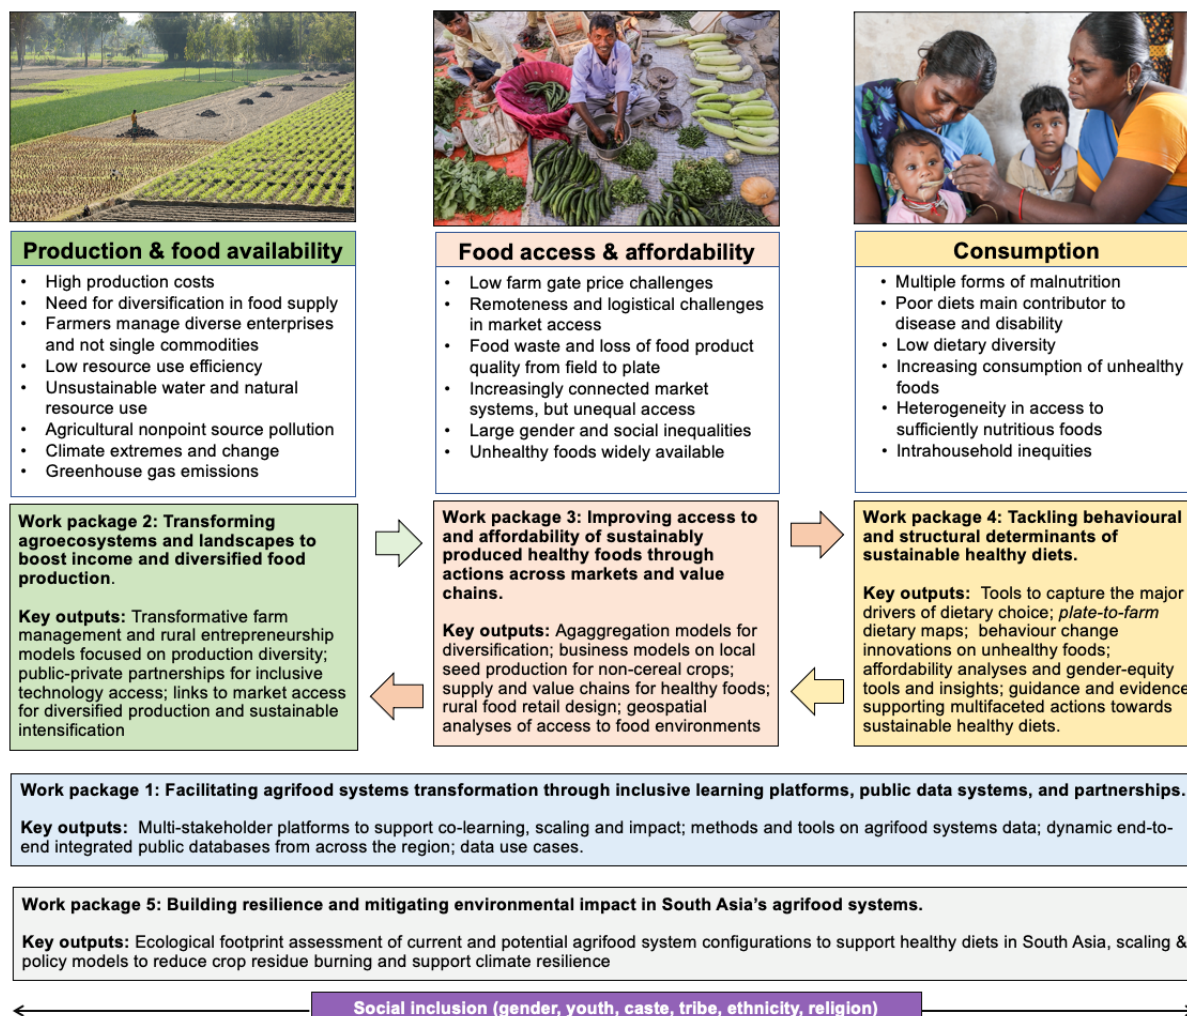 Production & food availability
• High production costs
• Need for diversification in food supply
• Farmers manage diverse enterprises
and not single commodities
• Low resource use efficiency
• Unsustainable water and natural
resource use
• Agricultural nonpoint source pollution
• Climate extremes and change
• Greenhouse gas emissions
Food access & affordability
• Low farm gate price challenges
• Remoteness and logistical challenges
in market access
• Food waste and loss of food product
quality from field to plate
• Increasingly connected market
systems, but unequal access
• Large gender and social inequalities
• Unhealthy foods widely available
Consumption
• Multiple forms of malnutrition
• Poor diets main contributor to
disease and disability
• Low dietary diversity
• Increasing consumption of unhealthy
foods
• Heterogeneity in access to
sufficiently nutritious foods
• Intrahousehold inequities
Work package 2: Transforming
agroecosystems and landscapes to
boost income and diversified food
production.
Key outputs: Transformative farm
management and rural entrepreneurship
models focused on production diversity;
public-private partnerships for inclusive
technology access; links to market access
for diversified production and sustainable
intensification
Work package 3: Improving access to
and affordability of sustainably
produced healthy foods through
actions across markets and value
chains.
Key outputs: Agaggregation models for
diversification; business models on local
seed production for non-cereal crops;
supply and value chains for healthy foods;
rural food retail design; geospatial
analyses of access to food environments
Work package 4: Tackling behavioural
and structural determinants of
sustainable healthy diets.
Key outputs: Tools to capture the major
drivers of dietary choice; plate-to-farm
dietary maps; behaviour change
innovations on unhealthy foods;
affordability analyses and gender-equity
tools and insights; guidance and evidence
supporting multifaceted actions towards
sustainable healthy diets.
Work package 1: Facilitating agrifood systems transformation through inclusive learning platforms, public data systems, and partnerships.
Key outputs: Multi-stakeholder platforms to support co-learning, scaling and impact; methods and tools on agrifood systems data; dynamic end-to-
end integrated public databases from across the region; data use cases.
Work package 5: Building resilience and mitigating environmental impact in South Asia’s agrifood systems.
Key outputs: Ecological footprint assessment of current and potential agrifood system configurations to support healthy diets in South Asia, scaling &
policy models to reduce crop residue burning and support climate resilience
Social inclusion (gender, youth, caste, tribe, ethnicity, religion)